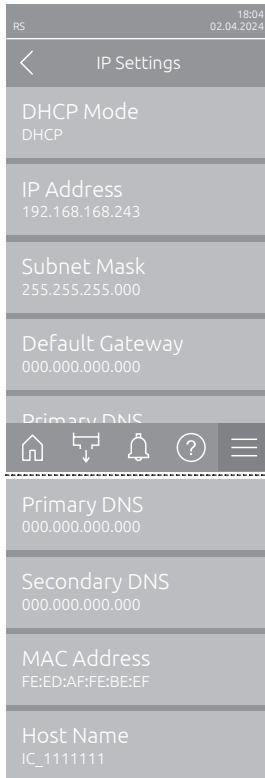 18:04
RS 02.04.2024
IP Settings
DHCP Mode
DHCP
IP Address
192.168.168.243
Subnet Mask
255.255.255.000
Default Gateway
000.000.000.000
Primary DNS
?
Primary DNS
000.000.000.000
Secondary DNS
000.000.000.000
MAC Address
FE:ED:AF:FE:BE:EF
Host Name
IC_1111111